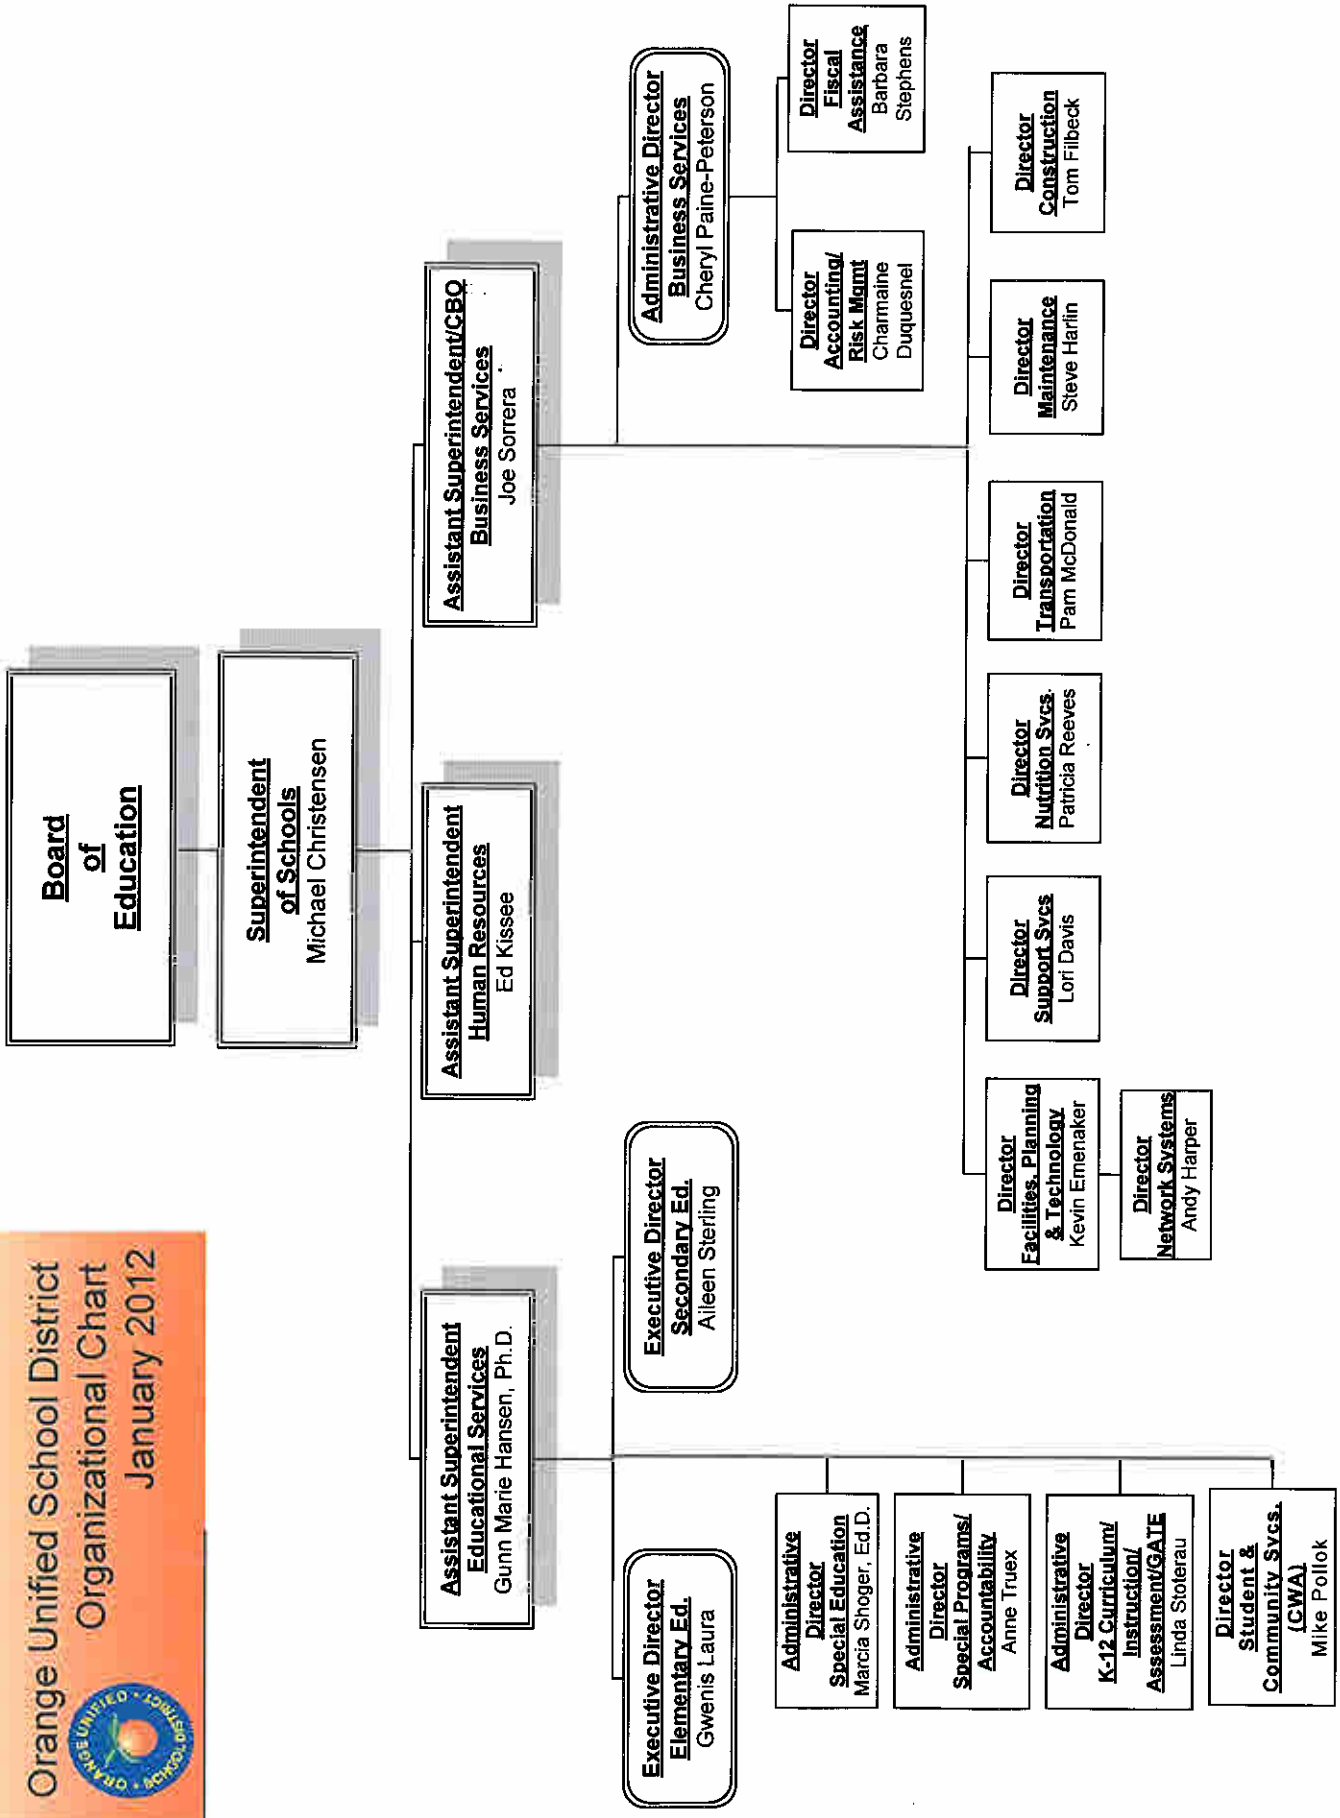 Orange Unified School District
Organizational Chart
January 2012
ORANGE UNIFIED • SCHOOL DISTRICT •
Board
of
Education
Superintendent
of Schools
Michael Christensen
Assistant Superintendent
Educational Services
Gunn Marie Hansen, Ph.D.
Assistant Superintendent
Human Resources
Ed Kissee
Assistant Superintendent/CBO
Business Services
Joe Sorrera
Executive Director
Elementary Ed.
Gwenis Laura
Executive Director
Secondary Ed.
Aileen Sterling
Administrative Director
Business Services
Cheryl Paine-Peterson
Administrative
Director
Special Education
Marcia Shoger, Ed.D.
Administrative
Director
Special Programs/
Accountability
Anne Truex
Administrative
Director
K-12 Curriculum/
Instruction/
Assessment/GATE
Linda Stoterau
Director
Student &
Community Svcs.
(CWA)
Mike Pollok
Director
Accounting/
Risk Mgmt
Charmaine
Duquesnel
Director
Fiscal
Assistance
Barbara
Stephens
Director
Facilities, Planning
& Technology
Kevin Emenaker
Director
Network Systems
Andy Harper
Director
Support Svcs
Lori Davis
Director
Nutrition Svcs.
Patricia Reeves
Director
Transportation
Pam McDonald
Director
Maintenance
Steve Harlin
Director
Construction
Tom Filbeck